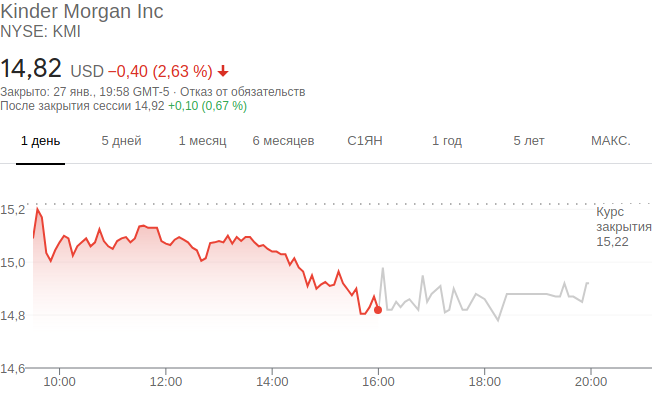 Kinder Morgan Inc
NYSE: KMI
14,82 USD −0,40 (2,63 %)
Закрыто: 27 янв., 19:58 GMT-5 · Отказ от обязательств
После закрытия сессии 14,92 +0,10 (0,67 %)
1 день 5 дней 1 месяц 6 месяцев С1ЯН 1 год 5 лет МАКС.
15,2
15,0
14,8
14,6
Курс
закрытия
15,22
10:00 12:00 14:00 16:00 18:00 20:00